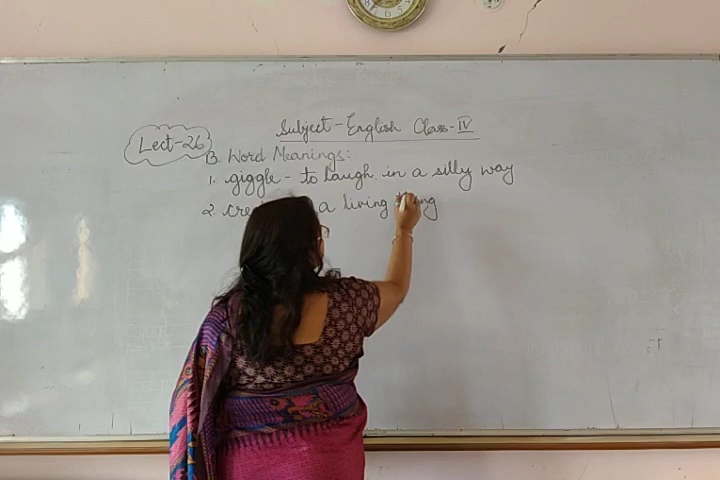 Lect-26
Subject-English Class-IV
B. Word Meanings:
1. giggle - to laugh in a silly way
2. a living